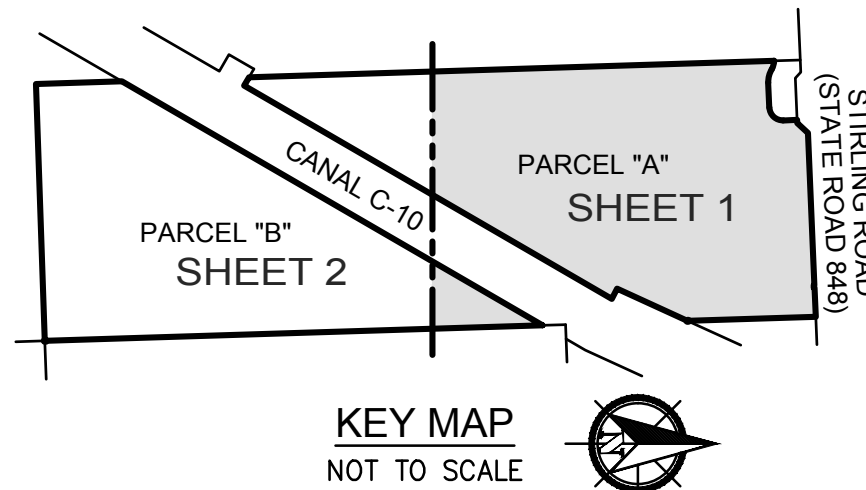 STIRLING ROAD
(STATE ROAD 848)
PARCEL "A"
SHEET 1
CANAL C-10
PARCEL "B"
SHEET 2
KEY MAP
NOT TO SCALE
N